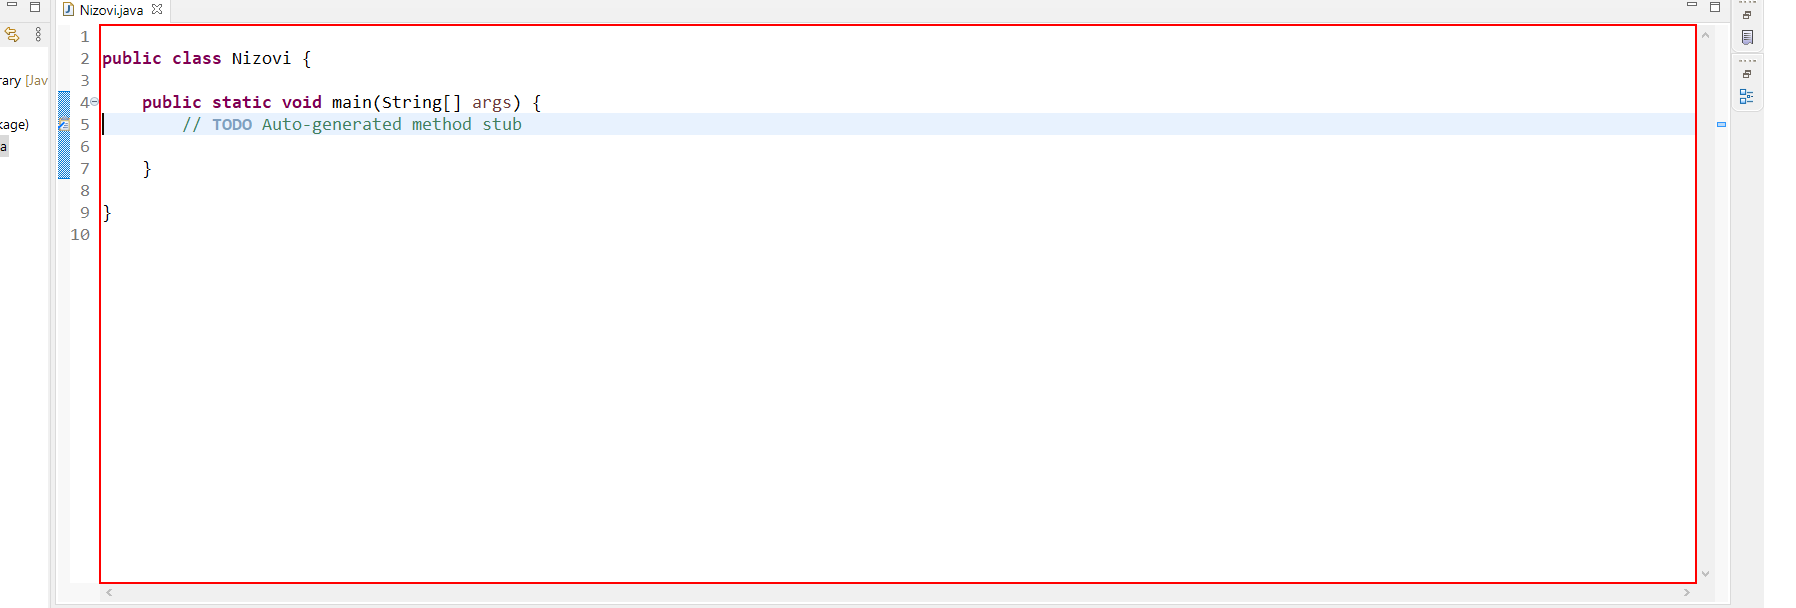 Nizovi.java
rary [Jav
kage)
a
1
2 public class Nizovi {
3
4 public static void main(String[] args) {
5 // TODO Auto-generated method stub
6
7 }
8
9 }
10